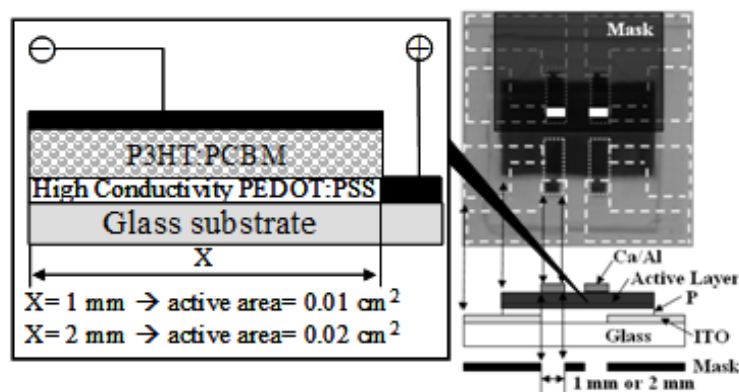 ⊖
⊕
P3HT:PCBM
High Conductivity PEDOT:PSS
Glass substrate
X
X= 1 mm → active area= 0.01 cm²
X= 2 mm → active area= 0.02 cm²
Mask
Ca/Al
Active Layer
P
ITO
Glass
Mask
1 mm or 2 mm